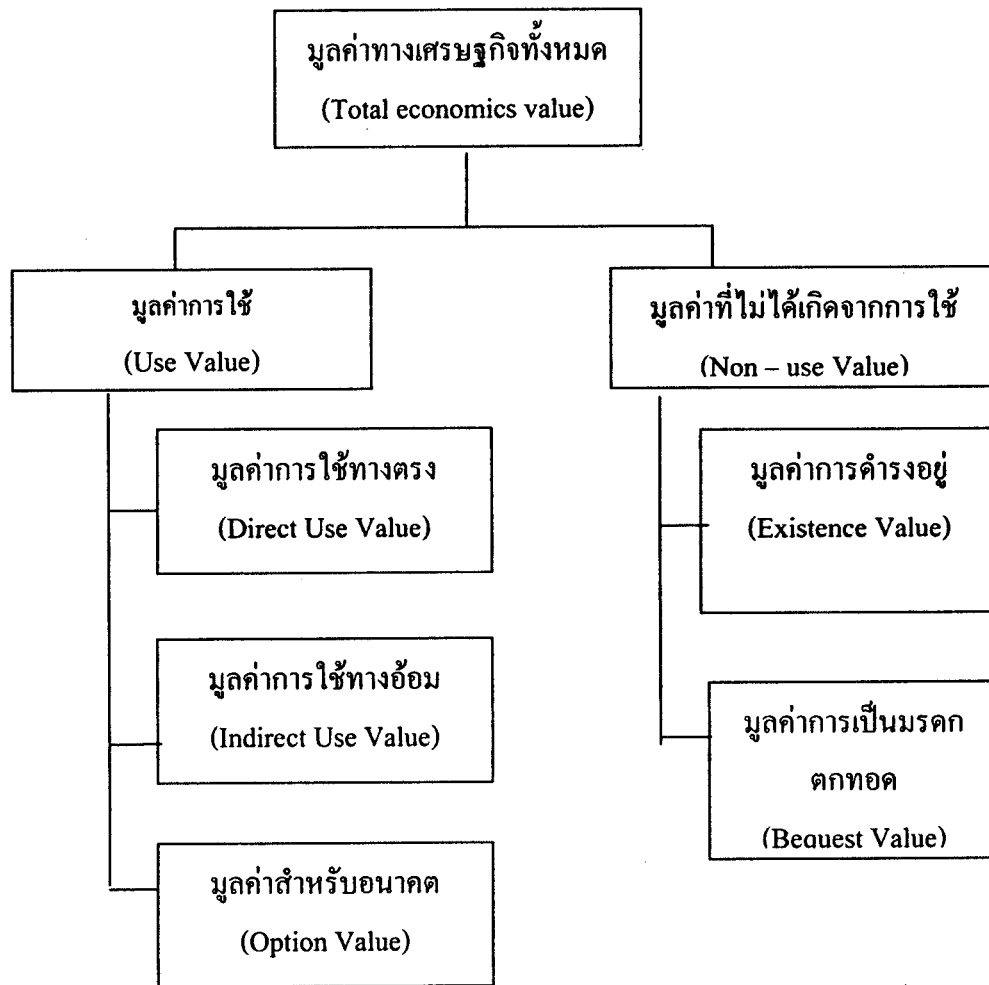 มูลค่าทางเศรษฐกิจทั้งหมด
(Total economics value)
มูลค่าการใช้
(Use Value)
มูลค่าที่ไม่ได้เกิดจากการใช้
(Non – use Value)
มูลค่าการใช้ทางตรง
(Direct Use Value)
มูลค่าการใช้ทางอ้อม
(Indirect Use Value)
มูลค่าสำหรับอนาคต
(Option Value)
มูลค่าการดำรงอยู่
(Existence Value)
มูลค่าการเป็นมรดก
ตกทอด
(Bequest Value)